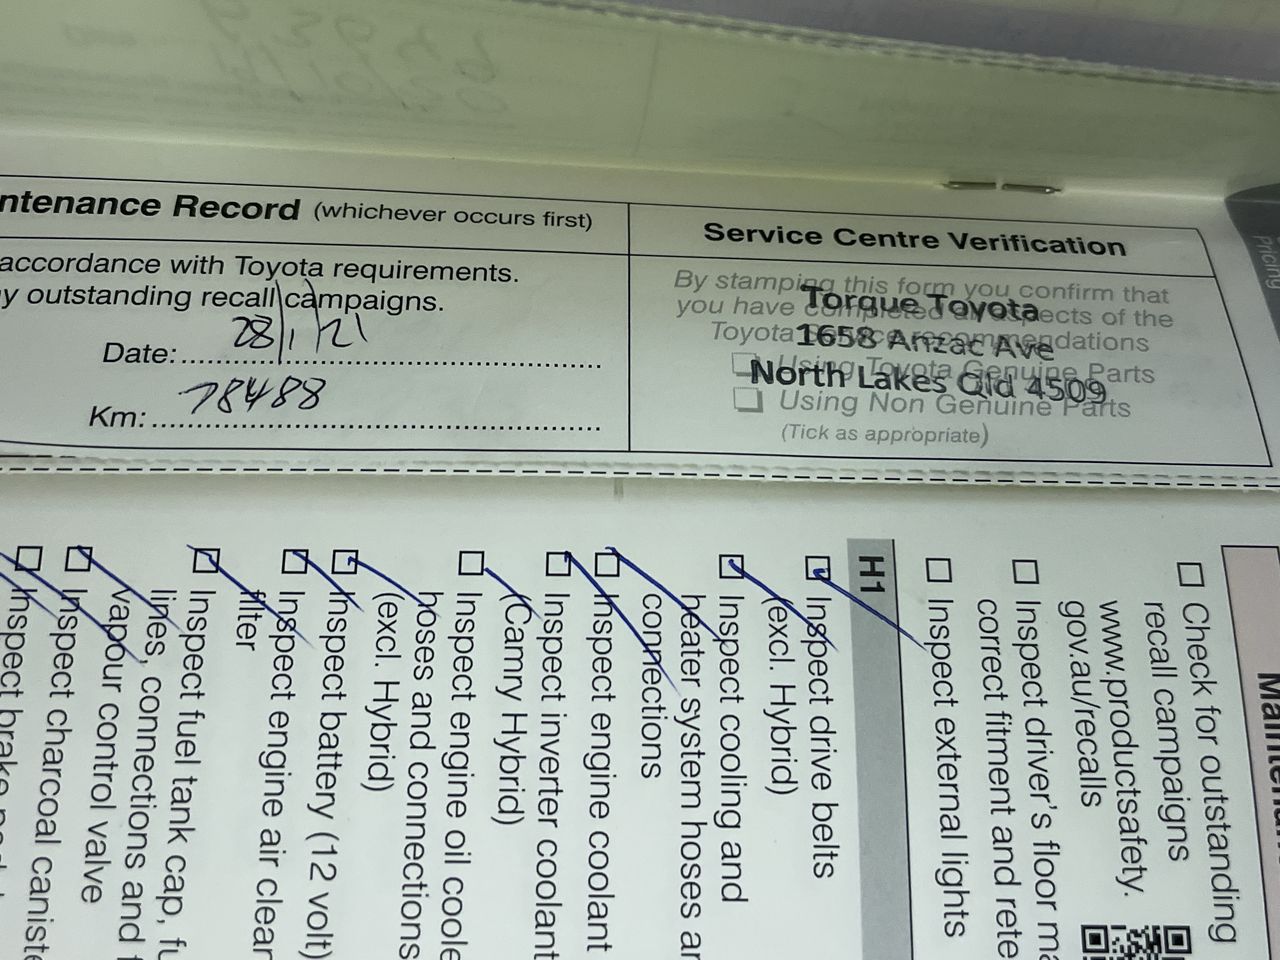 ntenance Record (whichever occurs first)
accordance with Toyota requirements.
y outstanding recall campaigns.
Date: 28/1/21
Km: 78488
Service Centre Verification
By stamping this form you confirm that
you have completed all aspects of the
Toyota Service recommendations
Using Toyota Genuine Parts
Using Non Genuine Parts
(Tick as appropriate)
Torque Toyota
1658 Anzac Ave
North Lakes Qld 4509
Pricing
Check for outstanding
recall campaigns
www.productsafety.
gov.au/recalls
Inspect driver's floor ma
correct fitment and rete
Inspect external lights
H1
Inspect drive belts
(excl. Hybrid)
Inspect cooling and
heater system hoses an
connections
Inspect engine coolant
Inspect inverter coolant
(Camry Hybrid)
Inspect engine oil coole
hoses and connections
(excl. Hybrid)
Inspect battery (12 volt)
Inspect engine air clean
filter
Inspect fuel tank cap, fu
lines, connections and f
vapour control valve
Inspect charcoal caniste
Inspect brake